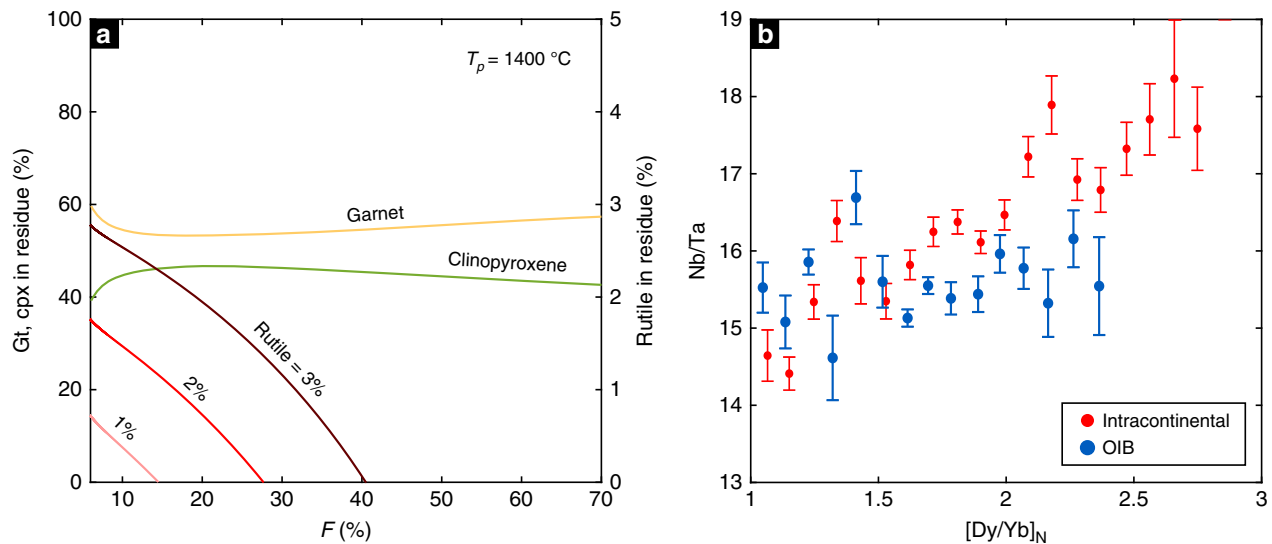 a
T_p = 1400 °C
Gt, cpx in residue (%)
100
80
60
40
20
0
Garnet
Clinopyroxene
Rutile = 3%
2%
1%
5
4
3
2
1
0
Rutile in residue (%)
10 20 30 40 50 60 70
F (%)
b
Nb/Ta
19
18
17
16
15
14
13
Intracontinental
OIB
1 1.5 2 2.5 3
[Dy/Yb]N